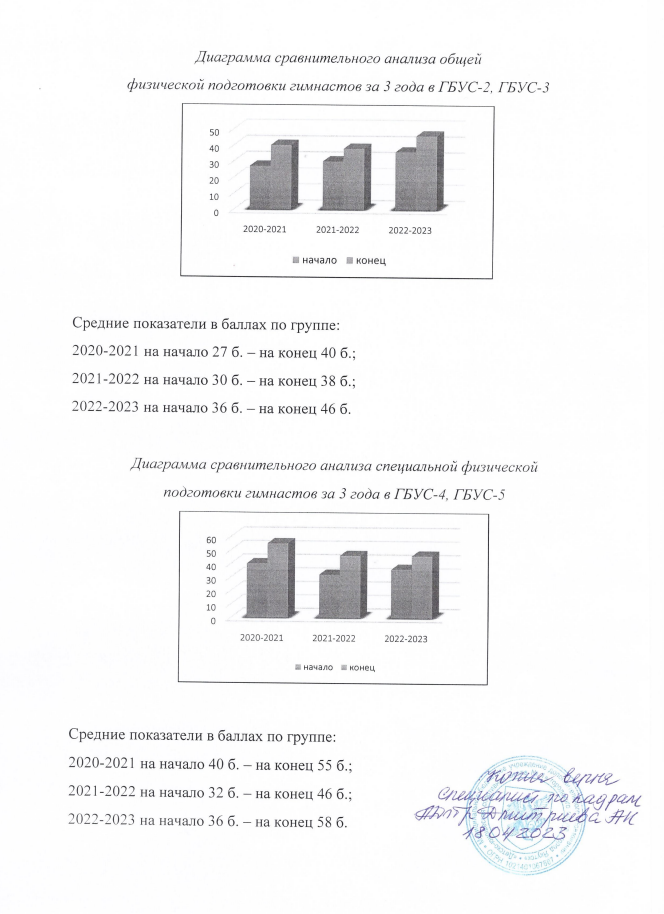 Диаграмма сравнительного анализа общей
физической подготовки гимнастов за 3 года в ГБУС-2, ГБУС-3
50
40
30
20
10
0
2020-2021 2021-2022 2022-2023
начало конец
Средние показатели в баллах по группе:
2020-2021 на начало 27 б. – на конец 40 б.;
2021-2022 на начало 30 б. – на конец 38 б.;
2022-2023 на начало 36 б. – на конец 46 б.
Диаграмма сравнительного анализа специальной физической
подготовки гимнастов за 3 года в ГБУС-4, ГБУС-5
60
50
40
30
20
10
0
2020-2021 2021-2022 2022-2023
начало конец
Средние показатели в баллах по группе:
2020-2021 на начало 40 б. – на конец 55 б.;
2021-2022 на начало 32 б. – на конец 46 б.;
2022-2023 на начало 36 б. – на конец 58 б.
Копия верна
специалист по кадрам
Дмитриева АН
18.04.2023